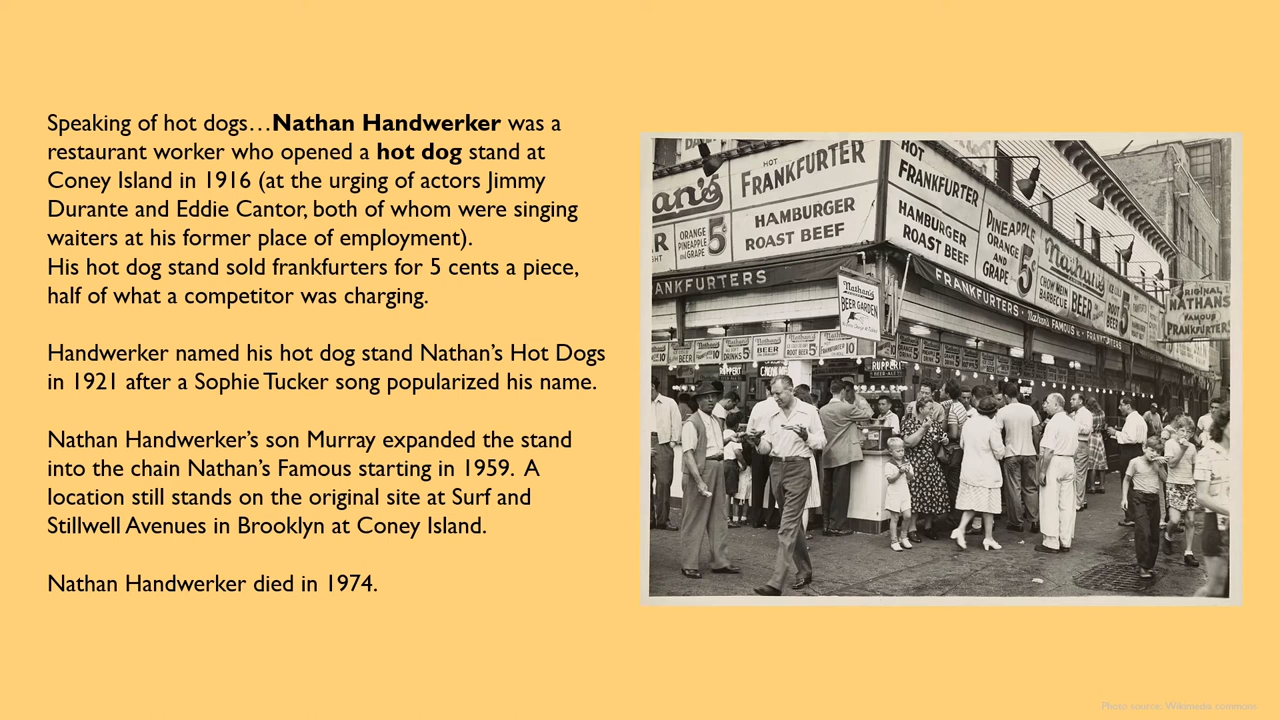 Speaking of hot dogs…Nathan Handwerker was a
restaurant worker who opened a hot dog stand at
Coney Island in 1916 (at the urging of actors Jimmy
Durante and Eddie Cantor, both of whom were singing
waiters at his former place of employment).
His hot dog stand sold frankfurters for 5 cents a piece,
half of what a competitor was charging.
Handwerker named his hot dog stand Nathan’s Hot Dogs
in 1921 after a Sophie Tucker song popularized his name.
Nathan Handwerker’s son Murray expanded the stand
into the chain Nathan’s Famous starting in 1959. A
location still stands on the original site at Surf and
Stillwell Avenues in Brooklyn at Coney Island.
Nathan Handwerker died in 1974.
an's
HOT
FRANKFURTER
HAMBURGER
ROAST BEEF
ORANGE
PINEAPPLE
and GRAPE
5¢
ANKFURTERS
HOT
FRANKFURTER
HAMBURGER
ROAST BEEF
PINEAPPLE
ORANGE
AND
GRAPE
5¢
Nathan's
CHOW MEIN
BARBECUE
BEER
ROOT
BEER
5¢
FRANKFURTERS · Nathan's FAMOUS · FRANKFURTERS
Nathan's
BEER GARDEN
ORIGINAL
NATHANS
FAMOUS
FRANKFURTERS
RUPPERT
RUPPERT
Photo source: Wikimedia commons